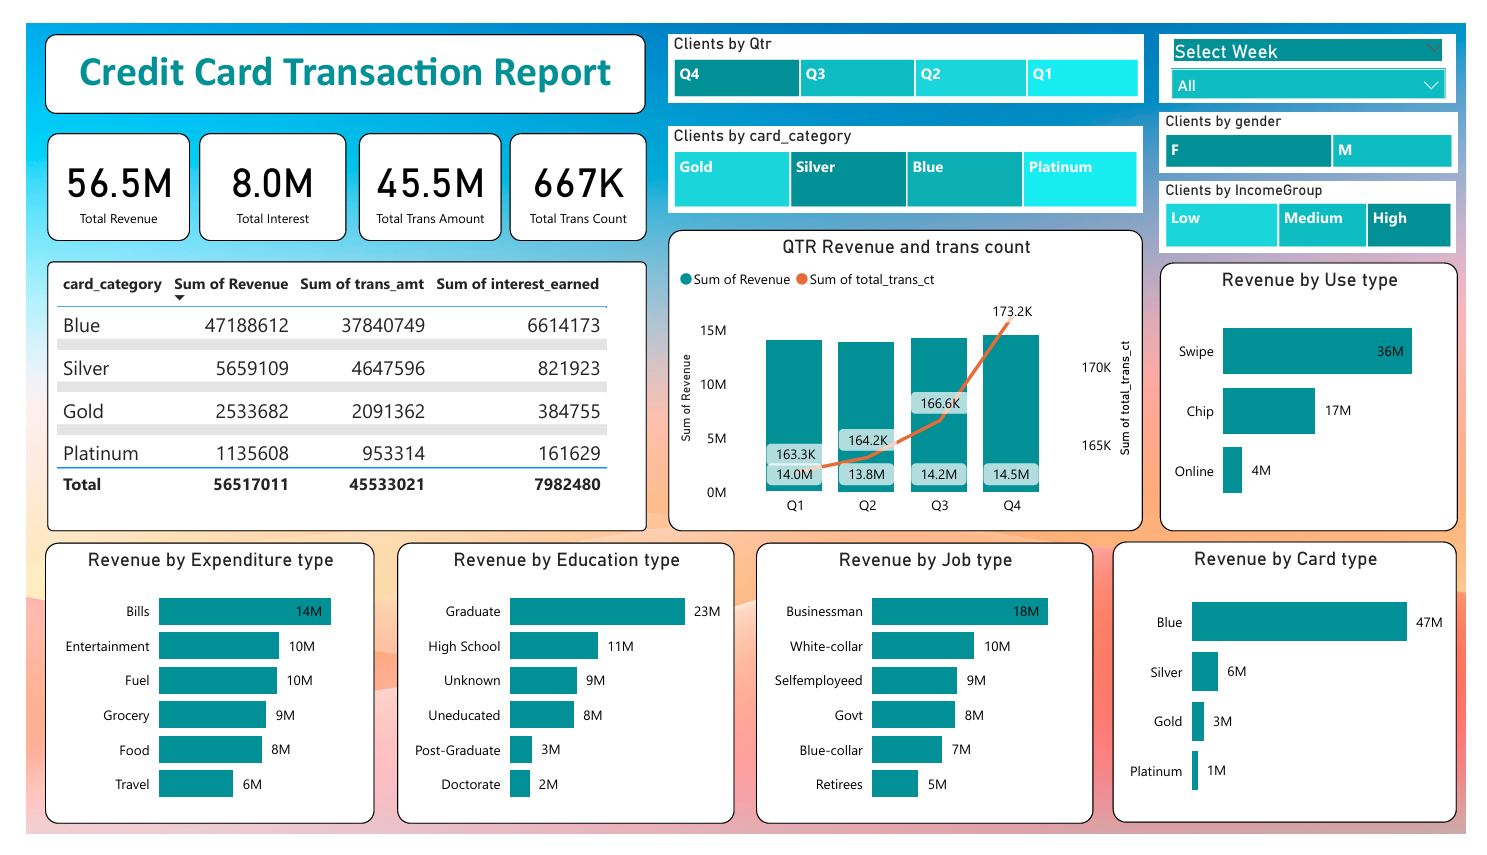 Credit Card Transaction Report
Clients by Qtr
Q4 Q3 Q2 Q1
Select Week
All
Clients by card_category
Gold Silver Blue Platinum
Clients by gender
F M
Clients by IncomeGroup
Low Medium High
56.5M
Total Revenue
8.0M
Total Interest
45.5M
Total Trans Amount
667K
Total Trans Count
card_category Sum of Revenue Sum of trans_amt Sum of interest_earned
Blue 47188612 37840749 6614173
Silver 5659109 4647596 821923
Gold 2533682 2091362 384755
Platinum 1135608 953314 161629
Total 56517011 45533021 7982480
QTR Revenue and trans count
Sum of Revenue Sum of total_trans_ct
173.2K
15M
170K
10M
166.6K
164.2K
5M
165K
163.3K
14.0M 13.8M 14.2M 14.5M
0M
Q1 Q2 Q3 Q4
Sum of Revenue
Sum of total_trans_ct
Revenue by Use type
Swipe 36M
Chip 17M
Online 4M
Revenue by Expenditure type
Bills 14M
Entertainment 10M
Fuel 10M
Grocery 9M
Food 8M
Travel 6M
Revenue by Education type
Graduate 23M
High School 11M
Unknown 9M
Uneducated 8M
Post-Graduate 3M
Doctorate 2M
Revenue by Job type
Businessman 18M
White-collar 10M
Selfemployeed 9M
Govt 8M
Blue-collar 7M
Retirees 5M
Revenue by Card type
Blue 47M
Silver 6M
Gold 3M
Platinum 1M